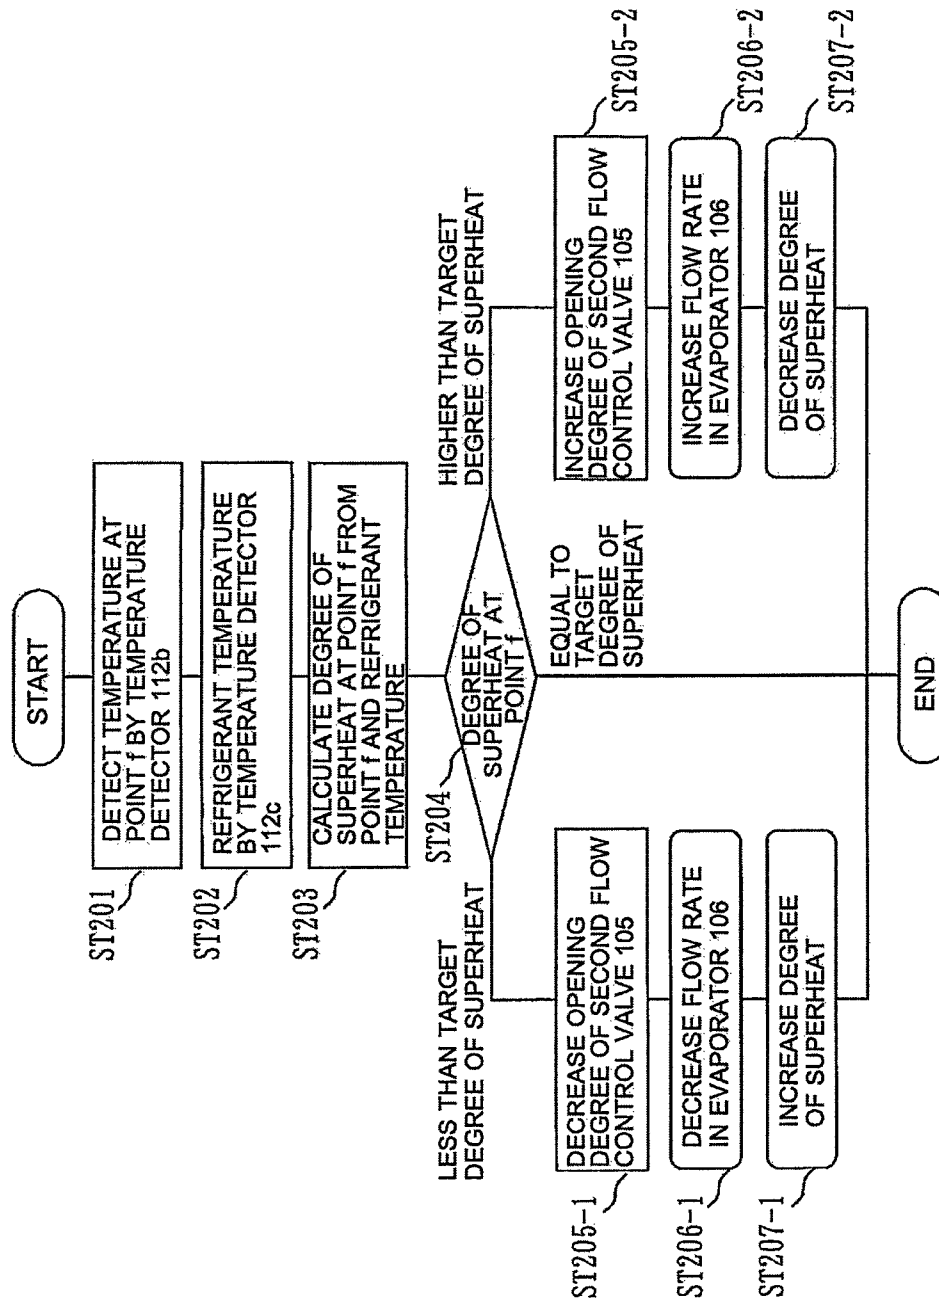 START
ST201
DETECT TEMPERATURE AT
POINT f BY TEMPERATURE
DETECTOR 112b
ST202
REFRIGERANT TEMPERATURE
BY TEMPERATURE DETECTOR
112c
ST203
CALCULATE DEGREE OF
SUPERHEAT AT POINT f FROM
POINT f AND REFRIGERANT
TEMPERATURE
ST204
DEGREE OF
SUPERHEAT AT
POINT f
LESS THAN TARGET
DEGREE OF SUPERHEAT
HIGHER THAN TARGET
DEGREE OF SUPERHEAT
EQUAL TO
TARGET
DEGREE OF
SUPERHEAT
ST205-1
DECREASE OPENING
DEGREE OF SECOND FLOW
CONTROL VALVE 105
ST206-1
DECREASE FLOW RATE
IN EVAPORATOR 106
ST207-1
INCREASE DEGREE
OF SUPERHEAT
INCREASE OPENING
DEGREE OF SECOND FLOW
CONTROL VALVE 105
ST205-2
INCREASE FLOW RATE
IN EVAPORATOR 106
ST206-2
DECREASE DEGREE
OF SUPERHEAT
ST207-2
END